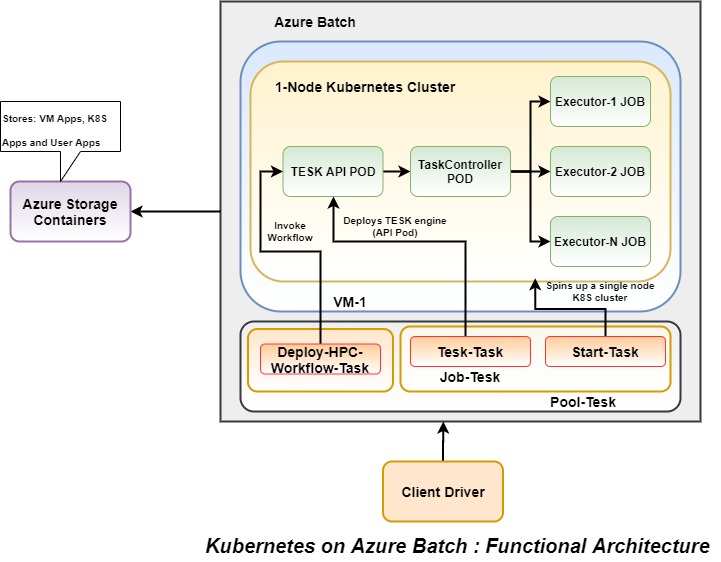 Azure Batch
1-Node Kubernetes Cluster
Stores: VM Apps, K8S
Apps and User Apps
Azure Storage
Containers
TESK API POD
TaskController
POD
Executor-1 JOB
Executor-2 JOB
Executor-N JOB
Invoke
Workflow
Deploys TESK engine
(API Pod)
Spins up a single node
K8S cluster
VM-1
Deploy-HPC-
Workflow-Task
Tesk-Task
Start-Task
Job-Tesk
Pool-Tesk
Client Driver
Kubernetes on Azure Batch : Functional Architecture